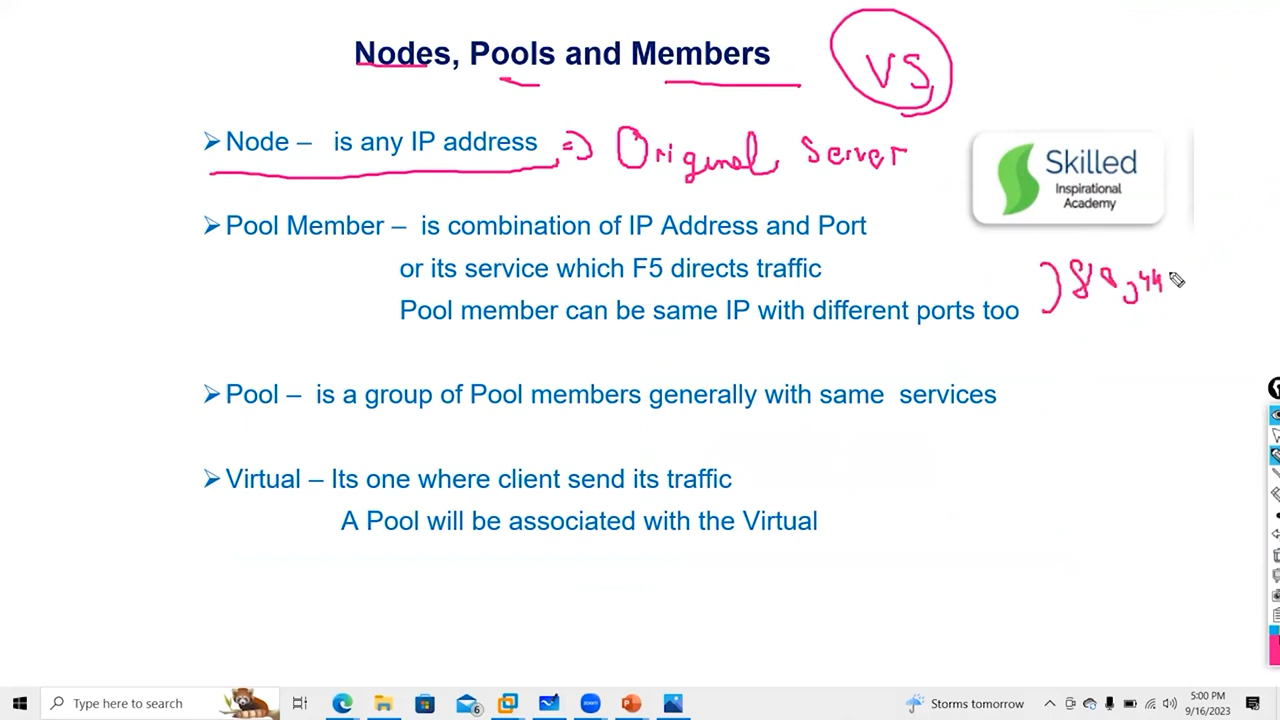 Nodes, Pools and Members
VS
➢Node – is any IP address
⇒ Original Server
Skilled
Inspirational
Academy
➢Pool Member – is combination of IP Address and Port
or its service which F5 directs traffic
Pool member can be same IP with different ports too
➢Pool – is a group of Pool members generally with same services
➢Virtual – Its one where client send its traffic
A Pool will be associated with the Virtual
Type here to search
6
Storms tomorrow
5:00 PM
9/16/2023